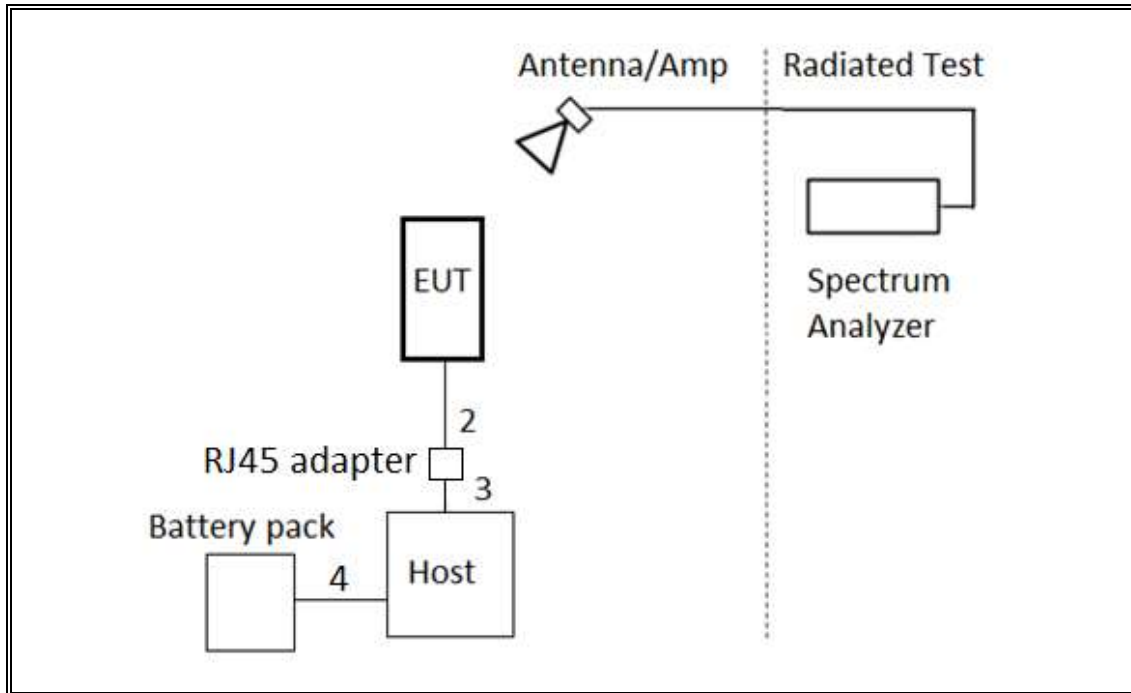 Antenna/Amp
Radiated Test
EUT
Spectrum
Analyzer
2
RJ45 adapter
3
Battery pack
4
Host